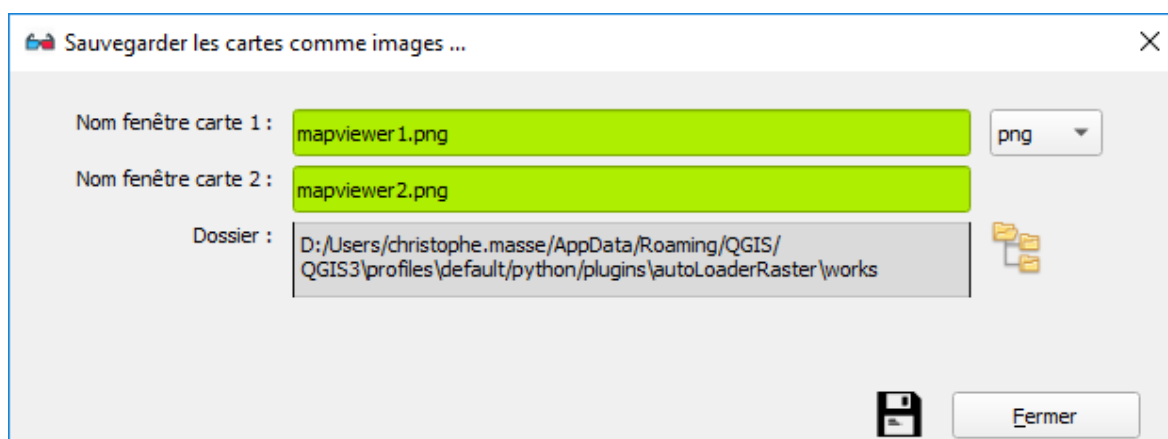 Sauvegarder les cartes comme images ...
Nom fenêtre carte 1 :
mapviewer1.png
png
Nom fenêtre carte 2 :
mapviewer2.png
Dossier :
D:/Users/christophe.masse/AppData/Roaming/QGIS/
QGIS3\profiles\default/python/plugins\autoLoaderRaster\works
Fermer